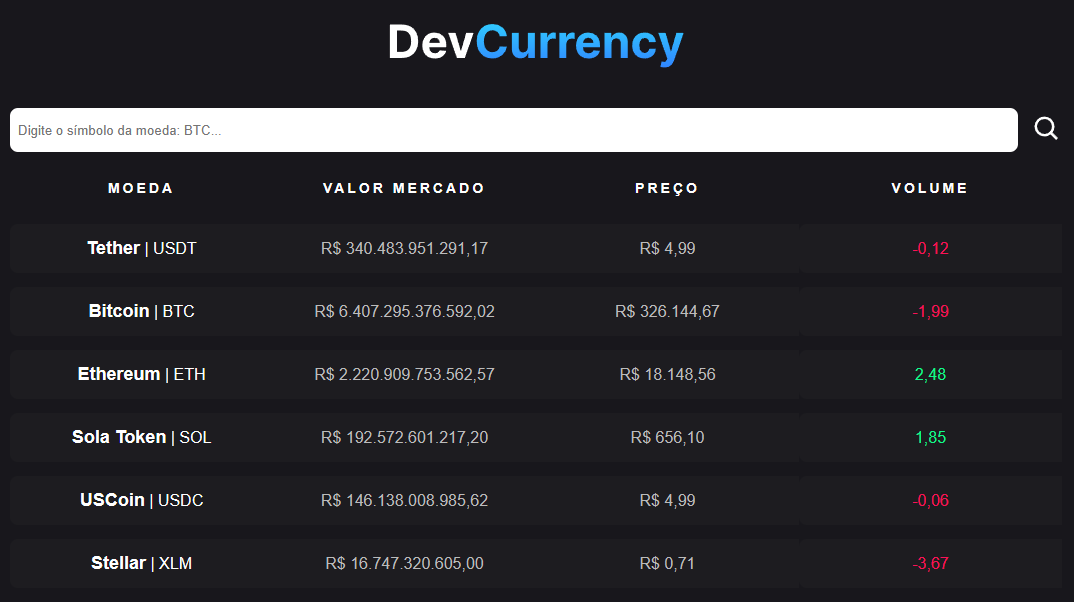 DevCurrency
Digite o símbolo da moeda: BTC...
MOEDA VALOR MERCADO PREÇO VOLUME
Tether | USDT R$ 340.483.951.291,17 R$ 4,99 -0,12
Bitcoin | BTC R$ 6.407.295.376.592,02 R$ 326.144,67 -1,99
Ethereum | ETH R$ 2.220.909.753.562,57 R$ 18.148,56 2,48
Sola Token | SOL R$ 192.572.601.217,20 R$ 656,10 1,85
USCoin | USDC R$ 146.138.008.985,62 R$ 4,99 -0,06
Stellar | XLM R$ 16.747.320.605,00 R$ 0,71 -3,67